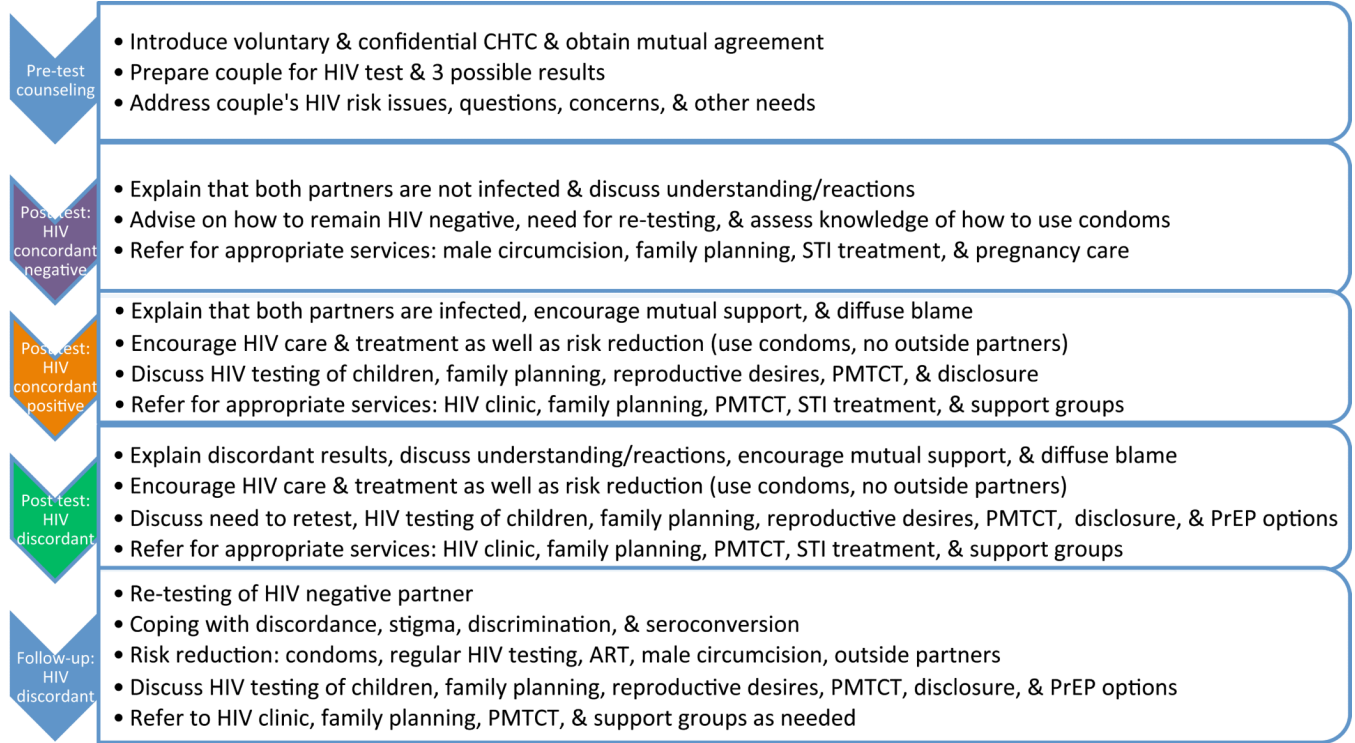 Pre-test
counseling
• Introduce voluntary & confidential CHTC & obtain mutual agreement
• Prepare couple for HIV test & 3 possible results
• Address couple's HIV risk issues, questions, concerns, & other needs
Post test:
HIV
concordant
negative
• Explain that both partners are not infected & discuss understanding/reactions
• Advise on how to remain HIV negative, need for re-testing, & assess knowledge of how to use condoms
• Refer for appropriate services: male circumcision, family planning, STI treatment, & pregnancy care
Post test:
HIV
concordant
positive
• Explain that both partners are infected, encourage mutual support, & diffuse blame
• Encourage HIV care & treatment as well as risk reduction (use condoms, no outside partners)
• Discuss HIV testing of children, family planning, reproductive desires, PMTCT, & disclosure
• Refer for appropriate services: HIV clinic, family planning, PMTCT, STI treatment, & support groups
Post test:
HIV
discordant
• Explain discordant results, discuss understanding/reactions, encourage mutual support, & diffuse blame
• Encourage HIV care & treatment as well as risk reduction (use condoms, no outside partners)
• Discuss need to retest, HIV testing of children, family planning, reproductive desires, PMTCT, disclosure, & PrEP options
• Refer for appropriate services: HIV clinic, family planning, PMTCT, STI treatment, & support groups
Follow-up:
HIV
discordant
• Re-testing of HIV negative partner
• Coping with discordance, stigma, discrimination, & seroconversion
• Risk reduction: condoms, regular HIV testing, ART, male circumcision, outside partners
• Discuss HIV testing of children, family planning, reproductive desires, PMTCT, disclosure, & PrEP options
• Refer to HIV clinic, family planning, PMTCT, & support groups as needed